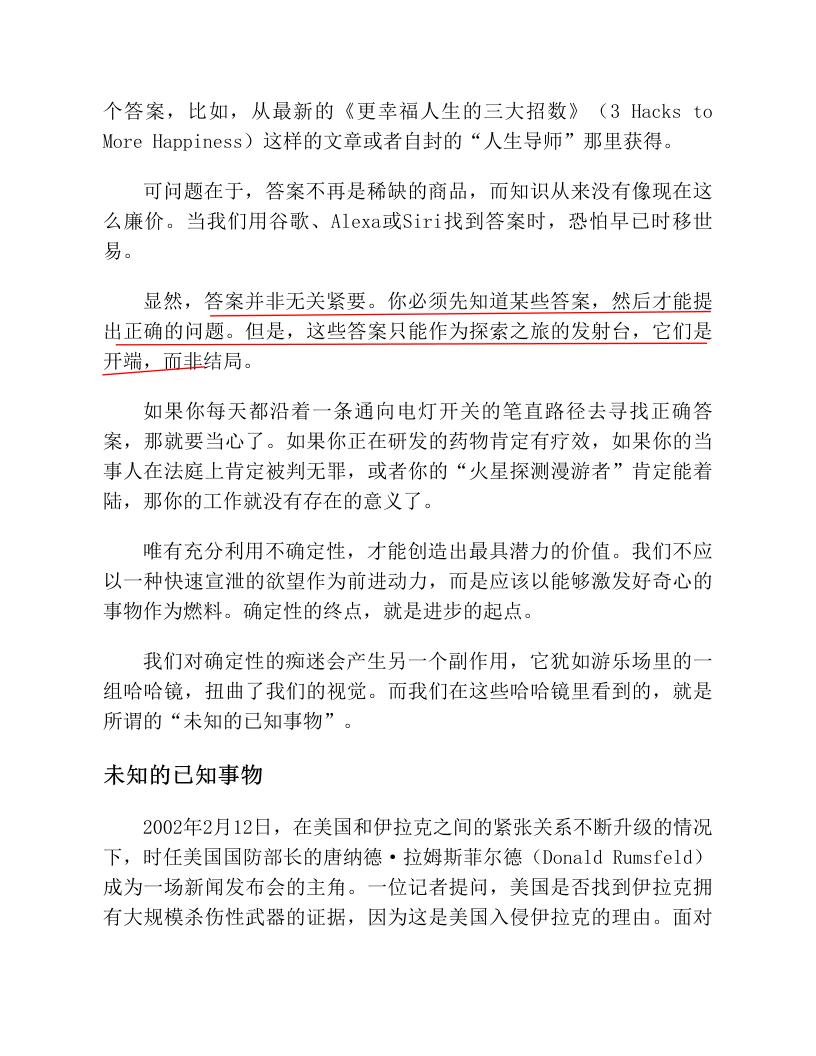 个答案，比如，从最新的《更幸福人生的三大招数》（3 Hacks to
More Happiness）这样的文章或者自封的“人生导师”那里获得。
可问题在于，答案不再是稀缺的商品，而知识从来没有像现在这
么廉价。当我们用谷歌、Alexa或Siri找到答案时，恐怕早已时移世
易。
显然，答案并非无关紧要。你必须先知道某些答案，然后才能提
出正确的问题。但是，这些答案只能作为探索之旅的发射台，它们是
开端，而非结局。
如果你每天都沿着一条通向电灯开关的笔直路径去寻找正确答
案，那就要当心了。如果你正在研发的药物肯定有疗效，如果你的当
事人在法庭上肯定被判无罪，或者你的“火星探测漫游者”肯定能着
陆，那你的工作就没有存在的意义了。
唯有充分利用不确定性，才能创造出最具潜力的价值。我们不应
以一种快速宣泄的欲望作为前进动力，而是应该以能够激发好奇心的
事物作为燃料。确定性的终点，就是进步的起点。
我们对确定性的痴迷会产生另一个副作用，它犹如游乐场里的一
组哈哈镜，扭曲了我们的视觉。而我们在这些哈哈镜里看到的，就是
所谓的“未知的已知事物”。
未知的已知事物
2002年2月12日，在美国和伊拉克之间的紧张关系不断升级的情况
下，时任美国国防部长的唐纳德·拉姆斯菲尔德（Donald Rumsfeld）
成为一场新闻发布会的主角。一位记者提问，美国是否找到伊拉克拥
有大规模杀伤性武器的证据，因为这是美国入侵伊拉克的理由。面对